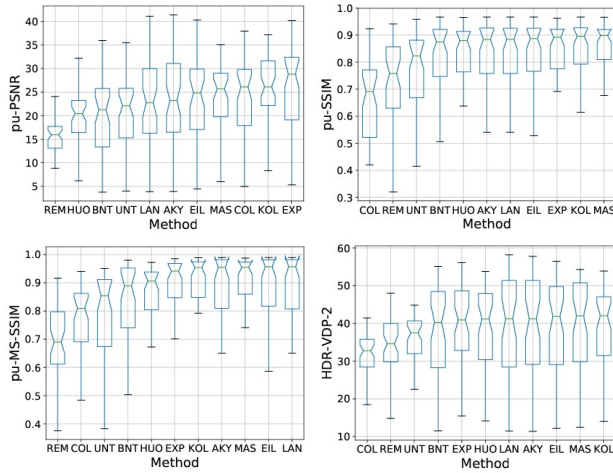 pu-PSNR
40
35
30
25
20
15
10
5
REM HUO BNT UNT LAN AKY EIL MAS COL KOL EXP
Method
pu-SSIM
1.0
0.9
0.8
0.7
0.6
0.5
0.4
0.3
COL REM UNT BNT HUO AKY LAN EIL EXP KOL MAS
Method
pu-MS-SSIM
1.0
0.9
0.8
0.7
0.6
0.5
0.4
REM COL UNT BNT HUO EXP KOL AKY MAS EIL LAN
Method
HDR-VDP-2
60
50
40
30
20
10
COL REM UNT BNT EXP HUO LAN AKY EIL MAS KOL
Method